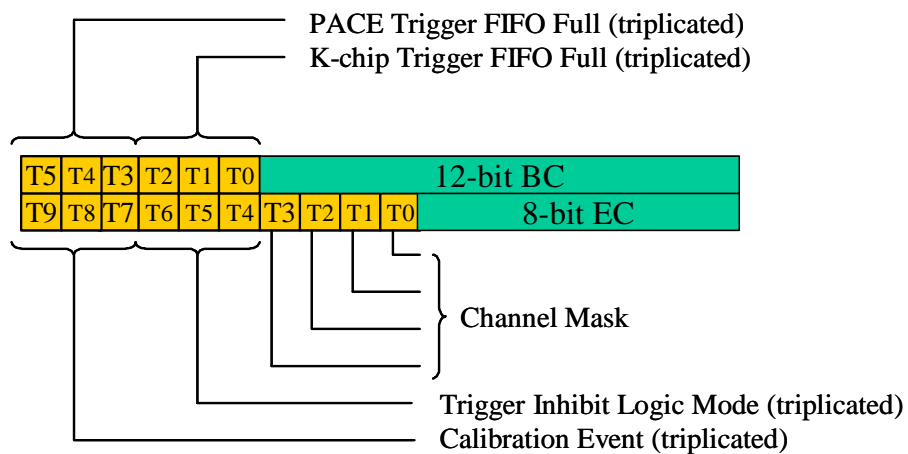 PACE Trigger FIFO Full (triplicated)
K-chip Trigger FIFO Full (triplicated)
T5 T4 T3 T2 T1 T0 12-bit BC
T9 T8 T7 T6 T5 T4 T3 T2 T1 T0 8-bit EC
Channel Mask
Trigger Inhibit Logic Mode (triplicated)
Calibration Event (triplicated)